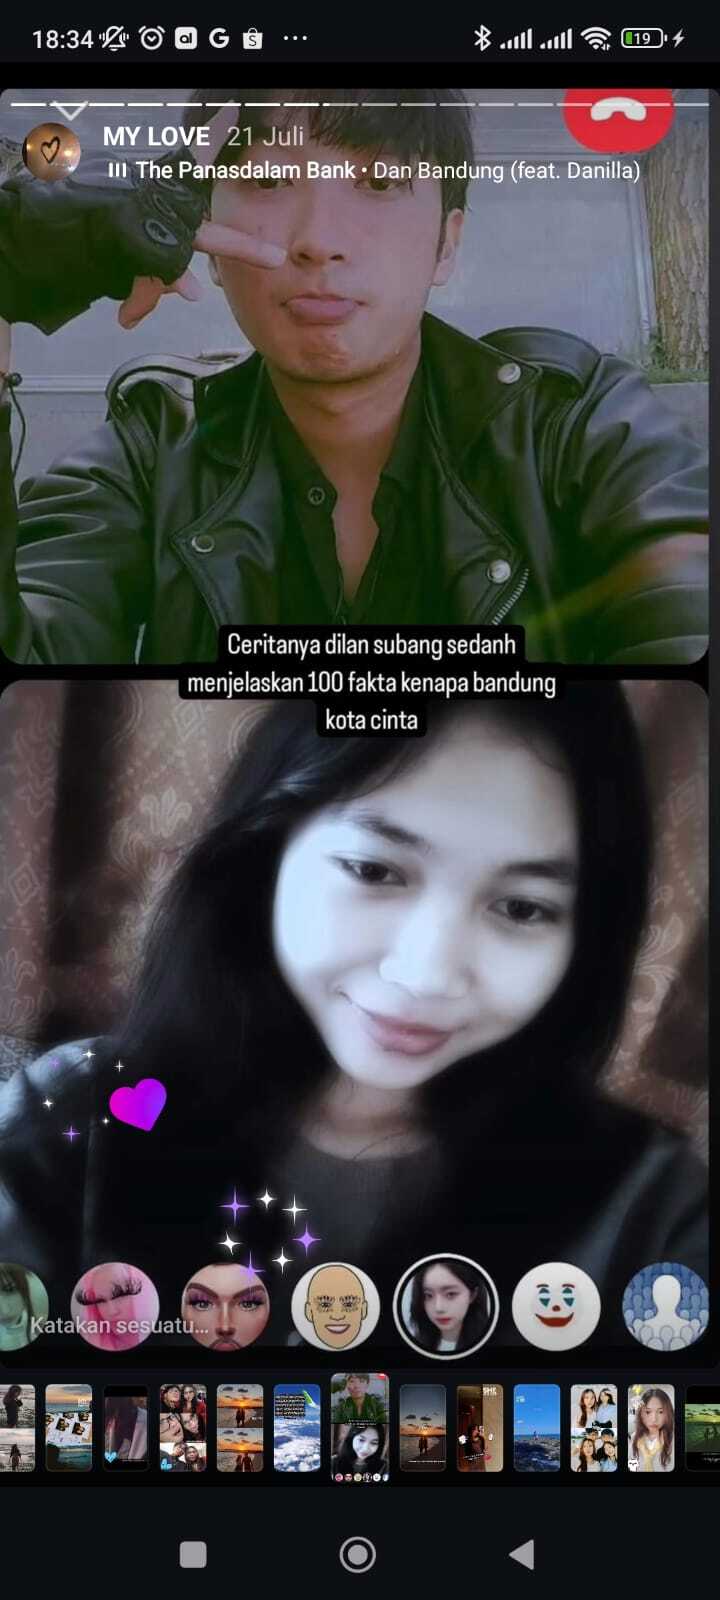 18:34
19
MY LOVE 21 Juli
The Panasdalam Bank • Dan Bandung (feat. Danilla)
Ceritanya dilan subang sedanh
menjelaskan 100 fakta kenapa bandung
kota cinta
Katakan sesuatu...